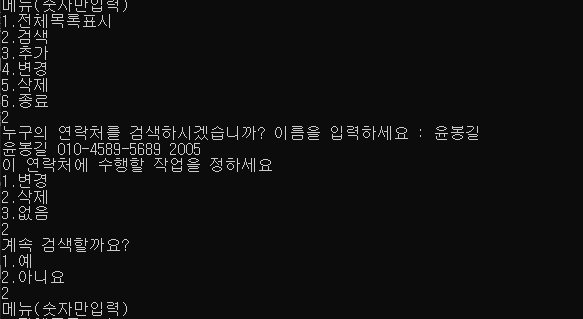 메뉴(숫자만입력)
1.전체목록표시
2.검색
3.추가
4.변경
5.삭제
6.종료
2
누구의 연락처를 검색하시겠습니까? 이름을 입력하세요 : 윤봉길
윤봉길 010-4589-5689 2005
이 연락처에 수행할 작업을 정하세요
1.변경
2.삭제
3.없음
2
계속 검색할까요?
1.예
2.아니요
2
메뉴(숫자만입력)